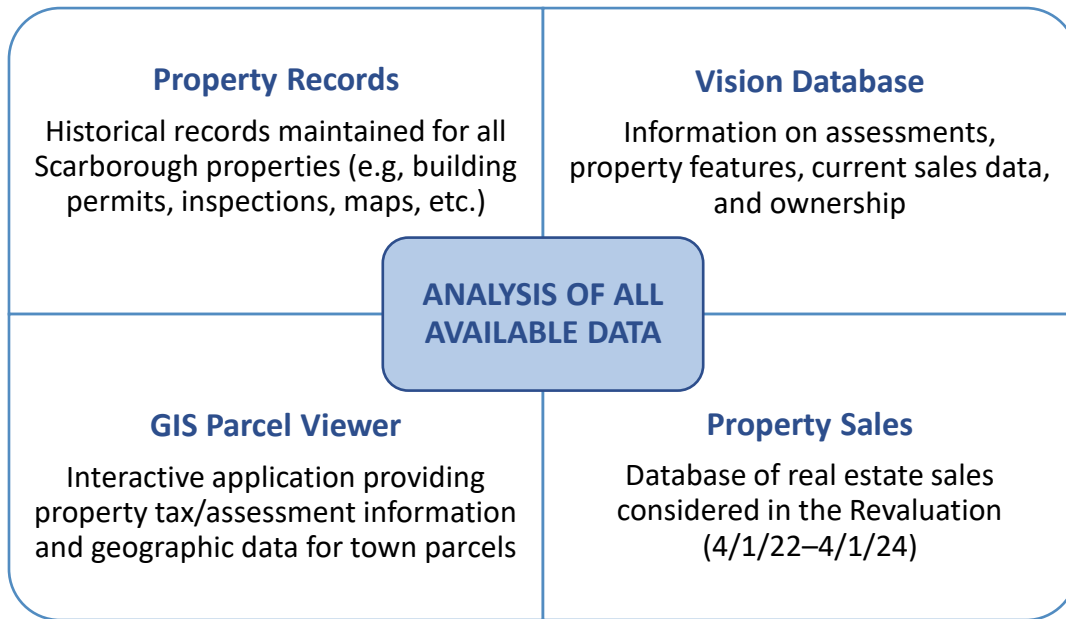 Property Records
Historical records maintained for all
Scarborough properties (e.g, building
permits, inspections, maps, etc.)
Vision Database
Information on assessments,
property features, current sales data,
and ownership
ANALYSIS OF ALL
AVAILABLE DATA
GIS Parcel Viewer
Interactive application providing
property tax/assessment information
and geographic data for town parcels
Property Sales
Database of real estate sales
considered in the Revaluation
(4/1/22–4/1/24)